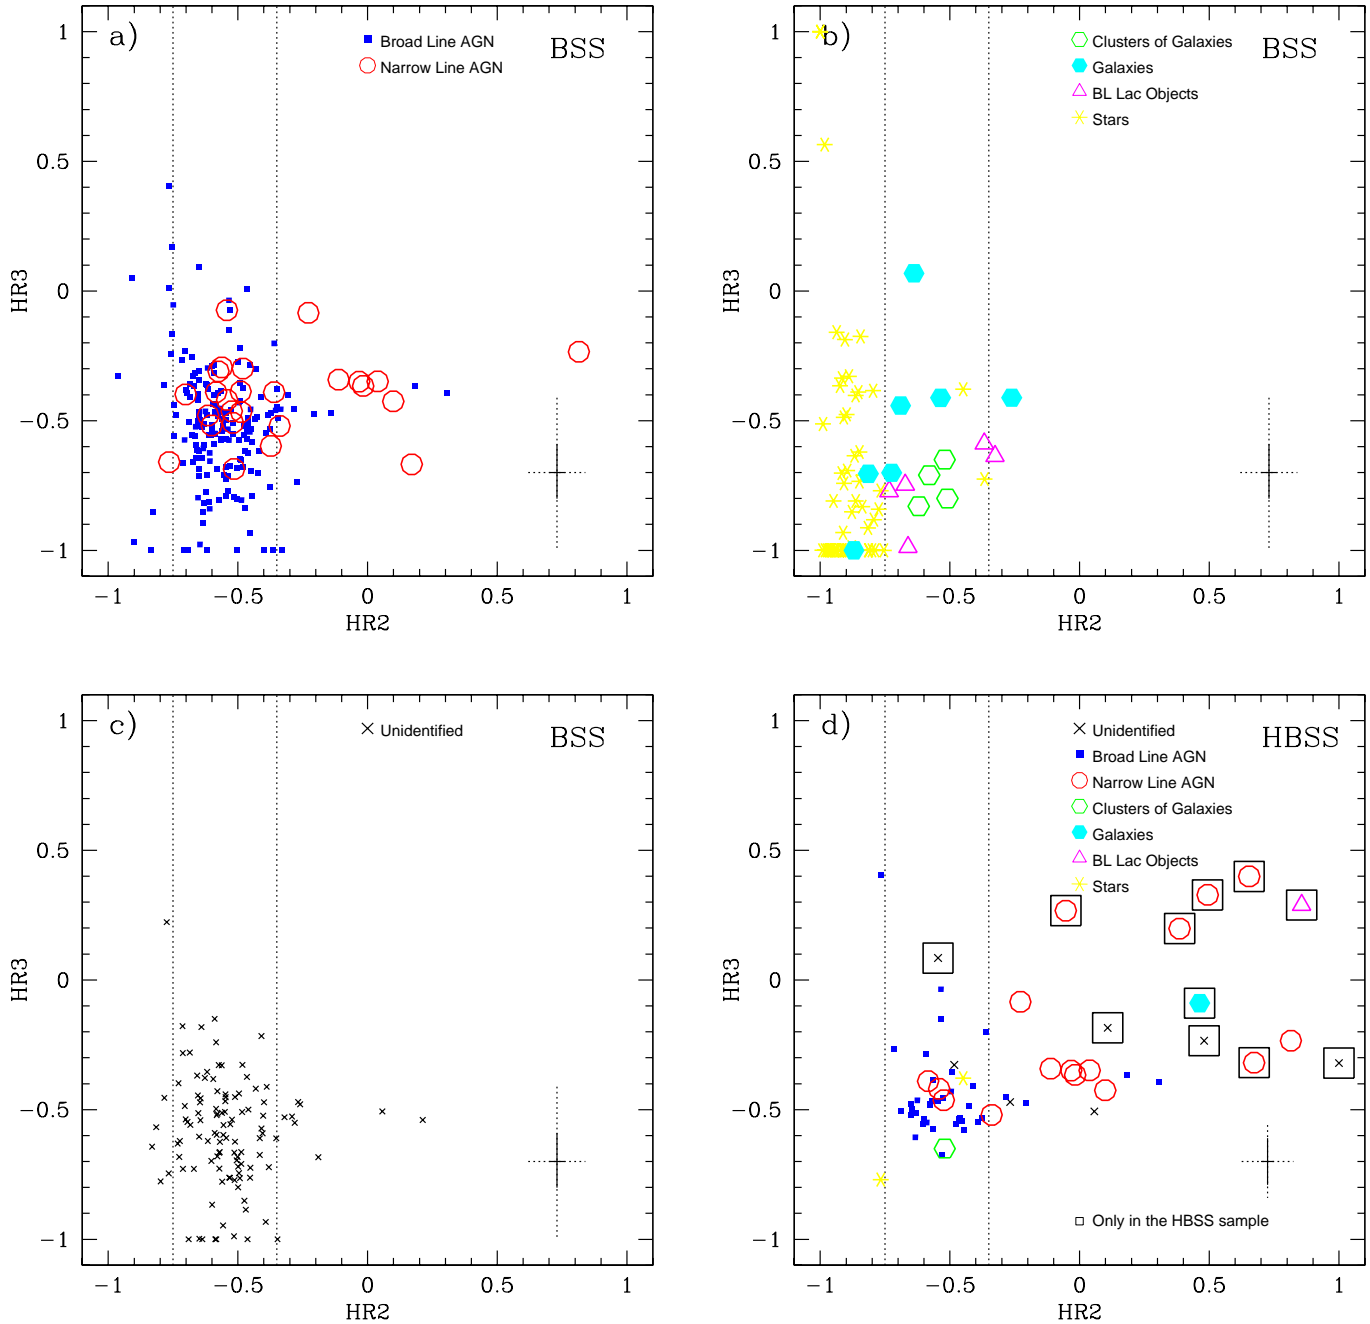 a)
Broad Line AGN
Narrow Line AGN
BSS
1
0.5
0
-0.5
-1
HR3
-1
-0.5
0
0.5
1
HR2
b)
Clusters of Galaxies
Galaxies
BL Lac Objects
Stars
BSS
1
0.5
0
-0.5
-1
HR3
-1
-0.5
0
0.5
1
HR2
c)
Unidentified
BSS
1
0.5
0
-0.5
-1
HR3
-1
-0.5
0
0.5
1
HR2
d)
Unidentified
Broad Line AGN
Narrow Line AGN
Clusters of Galaxies
Galaxies
BL Lac Objects
Stars
HBSS
Only in the HBSS sample
1
0.5
0
-0.5
-1
HR3
-1
-0.5
0
0.5
1
HR2